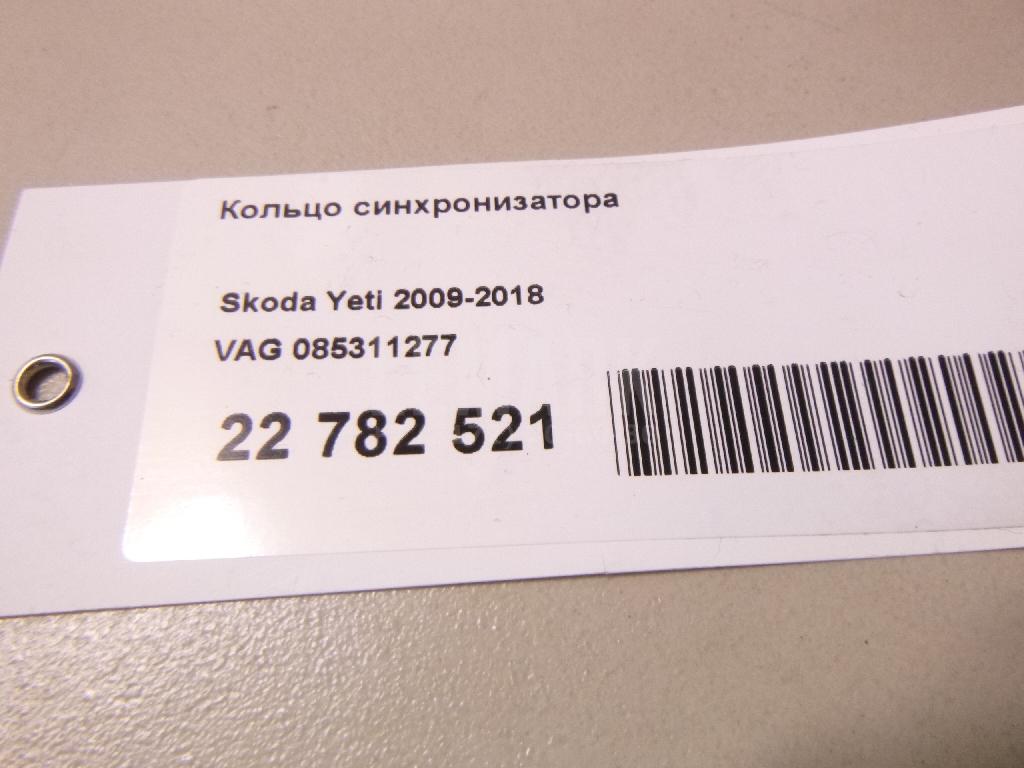 Кольцо синхронизатора
Skoda Yeti 2009-2018
VAG 085311277
22 782 521